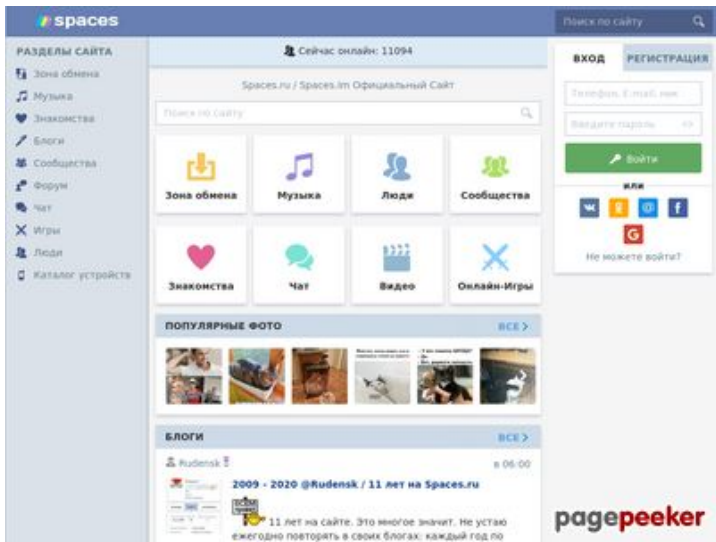 spaces
Поиск по сайту
РАЗДЕЛЫ САЙТА
Зона обмена
Музыка
Знакомства
Блоги
Сообщества
Форум
Чат
Игры
Люди
Каталог устройств
Сейчас онлайн: 11094
Spaces.ru / Spaces.im Официальный Сайт
Поиск по сайту
Зона обмена
Музыка
Люди
Сообщества
Знакомства
Чат
Видео
Онлайн-Игры
ПОПУЛЯРНЫЕ ФОТО
ВСЕ >
БЛОГИ
ВСЕ >
Rudensk
в 06:00
2009 - 2020 @Rudensk / 11 лет на Spaces.ru
11 лет на сайте. Это многое значит. Не устаю
ежегодно повторять в своих блогах: каждый год по
ВХОД
РЕГИСТРАЦИЯ
Телефон, E-mail, ник
Введите пароль
Войти
или
Не можете войти?
pagepeeker